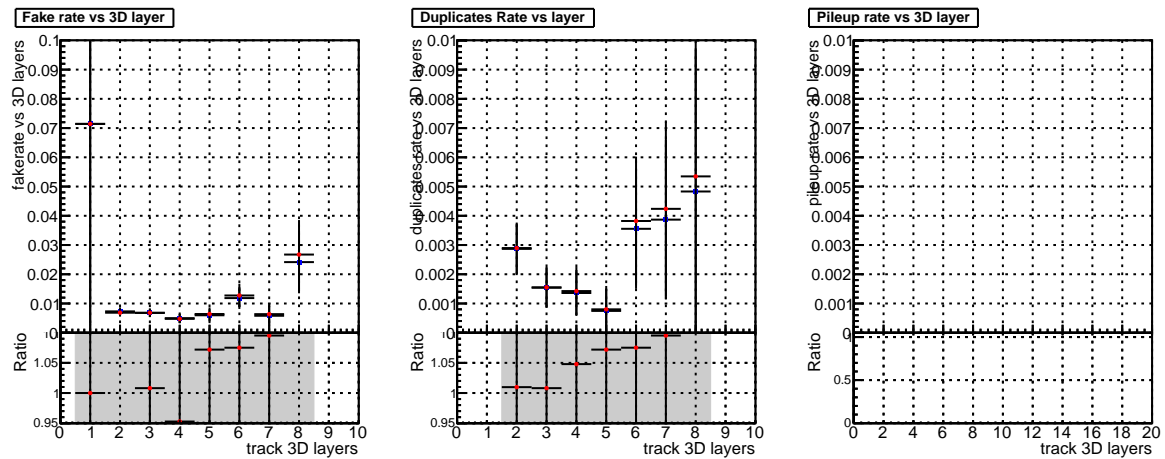 Fake rate vs 3D layer
fakerate vs 3D layers
0.1
0.09
0.08
0.07
0.06
0.05
0.04
0.03
0.02
0.01
0
Ratio
1.05
1
0.95
0 1 2 3 4 5 6 7 8 9 10
track 3D layers
Duplicates Rate vs layer
duplicates rate vs 3D layers
0.01
0.009
0.008
0.007
0.006
0.005
0.004
0.003
0.002
0.001
0
Ratio
1.05
1
0.95
0 1 2 3 4 5 6 7 8 9 10
track 3D layers
Pileup rate vs 3D layer
pileup rate vs 3D layers
0.01
0.009
0.008
0.007
0.006
0.005
0.004
0.003
0.002
0.001
0
Ratio
1
0.5
0
0 2 4 6 8 10 12 14 16 18 20
track 3D layers